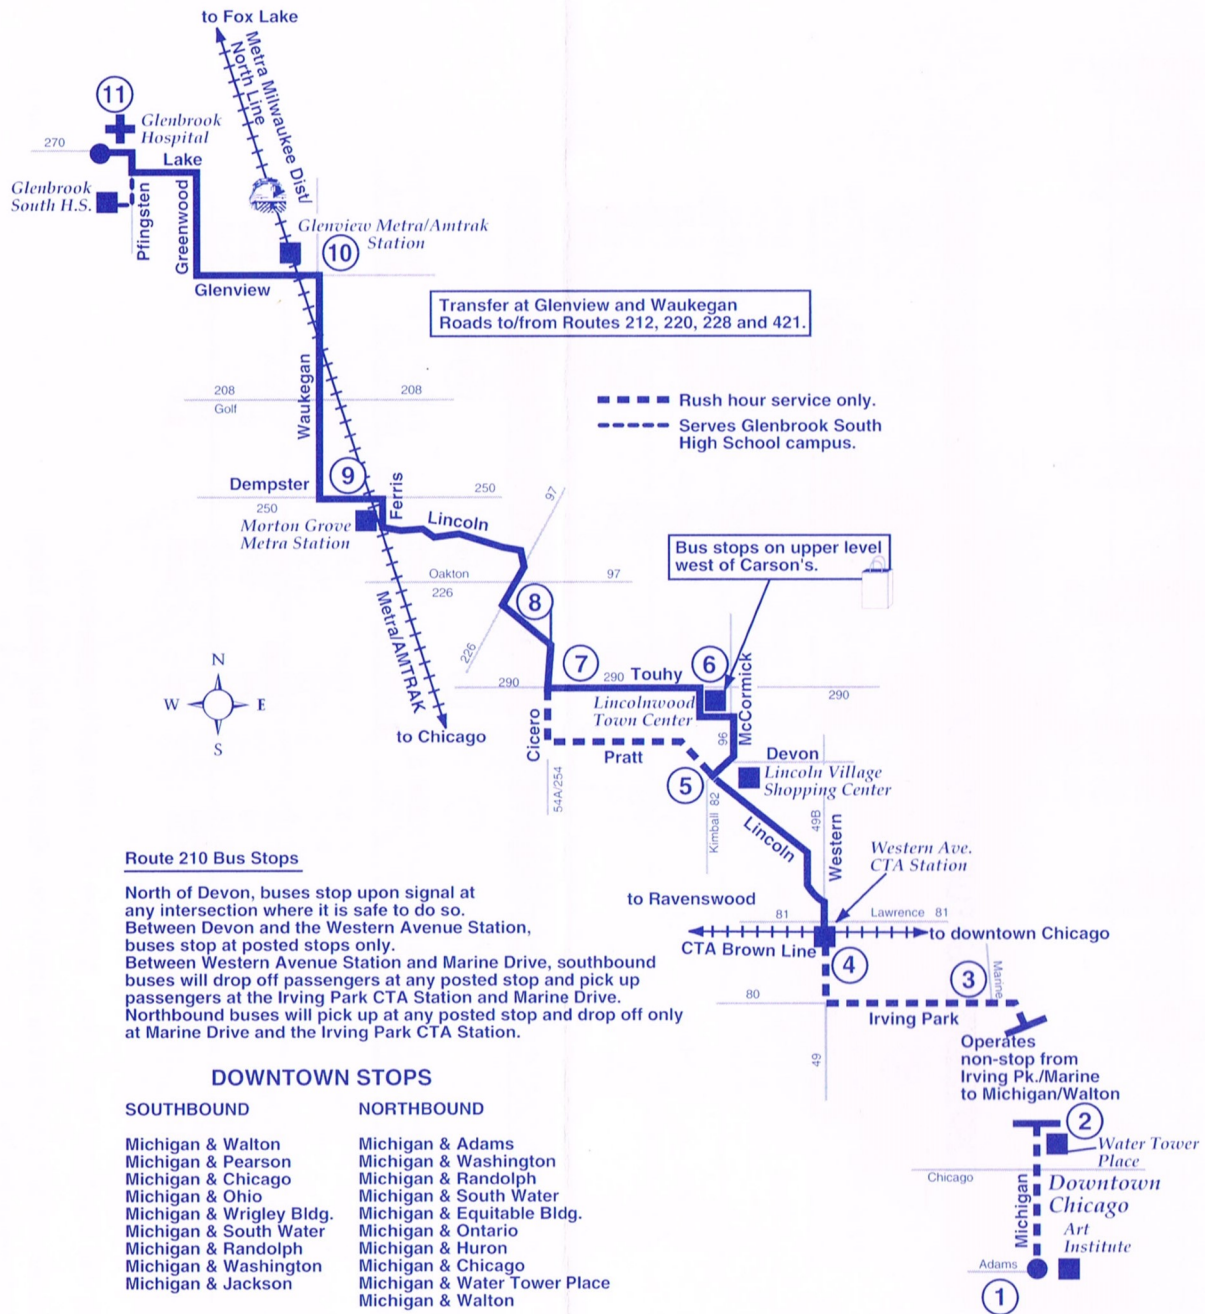 to Fox Lake
Metra Milwaukee Dist/
North Line
11
Glenbrook
Hospital
270
Lake
Glenbrook
South H.S.
Pfingsten
Greenwood
Glenview Metra/Amtrak
Station
10
Glenview
Transfer at Glenview and Waukegan
Roads to/from Routes 212, 220, 228 and 421.
Waukegan
208
208
Golf
Rush hour service only.
Serves Glenbrook South
High School campus.
9
Dempster
Ferris
250
250
97
Morton Grove
Metra Station
Lincoln
Bus stops on upper level
west of Carson's.
Oakton
97
226
8
Metra/AMTRAK
226
7
6
290
290
Touhy
290
McCormick
N
W
E
S
Lincolnwood
Town Center
to Chicago
Cicero
96
Pratt
Devon
5
Lincoln Village
Shopping Center
54A/254
Kimball 82
Lincoln
49B
Western
Western Ave.
CTA Station
Route 210 Bus Stops
North of Devon, buses stop upon signal at
any intersection where it is safe to do so.
Between Devon and the Western Avenue Station,
buses stop at posted stops only.
Between Western Avenue Station and Marine Drive, southbound
buses will drop off passengers at any posted stop and pick up
passengers at the Irving Park CTA Station and Marine Drive.
Northbound buses will pick up at any posted stop and drop off only
at Marine Drive and the Irving Park CTA Station.
to Ravenswood
81
Lawrence 81
CTA Brown Line
to downtown Chicago
4
3
Marine
80
Irving Park
49
Operates
non-stop from
Irving Pk./Marine
to Michigan/Walton
2
Water Tower
Place
Chicago
Michigan
Downtown
Chicago
Art
Institute
Adams
1
DOWNTOWN STOPS
SOUTHBOUND
Michigan & Walton
Michigan & Pearson
Michigan & Chicago
Michigan & Ohio
Michigan & Wrigley Bldg.
Michigan & South Water
Michigan & Randolph
Michigan & Washington
Michigan & Jackson
NORTHBOUND
Michigan & Adams
Michigan & Washington
Michigan & Randolph
Michigan & South Water
Michigan & Equitable Bldg.
Michigan & Ontario
Michigan & Huron
Michigan & Chicago
Michigan & Water Tower Place
Michigan & Walton